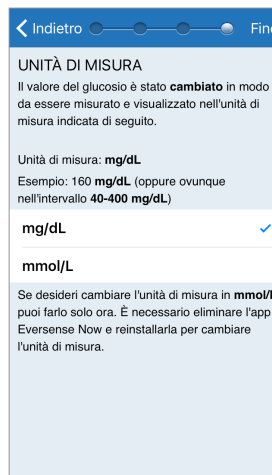 Indietro
UNITÀ DI MISURA
Il valore del glucosio è stato cambiato in modo
da essere misurato e visualizzato nell'unità di
misura indicata di seguito.
Unità di misura: mg/dL
Esempio: 160 mg/dL (oppure ovunque
nell'intervallo 40-400 mg/dL)
mg/dL
mmol/L
Se desideri cambiare l'unità di misura in
puoi farlo solo ora. È necessario eliminare l'app
Eversense Now e reinstallarla per cambiare
l'unità di misura.